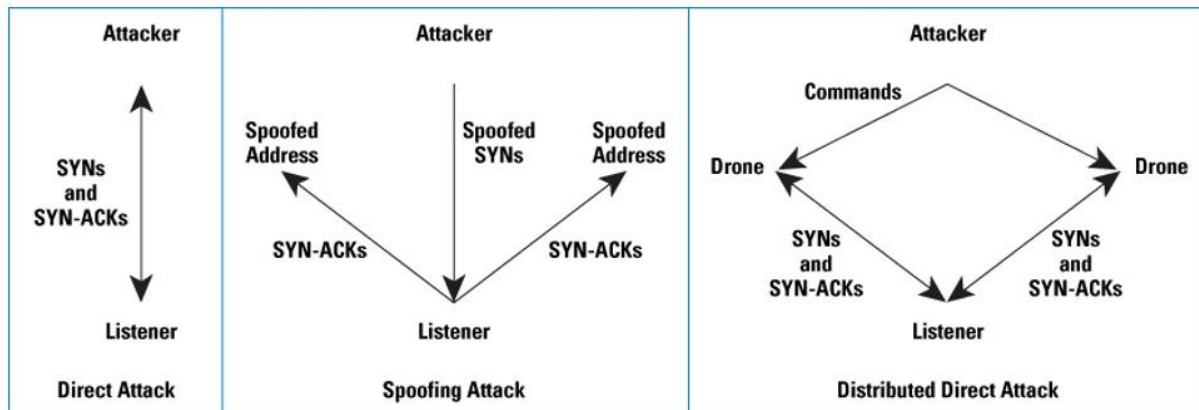 Attacker
SYNs
and
SYN-ACKs
Listener
Direct Attack
Attacker
Spoofed
Address
Spoofed
SYNs
Spoofed
Address
SYN-ACKs
SYN-ACKs
Listener
Spoofing Attack
Attacker
Commands
Drone
Drone
SYNs
and
SYN-ACKs
SYNs
and
SYN-ACKs
Listener
Distributed Direct Attack